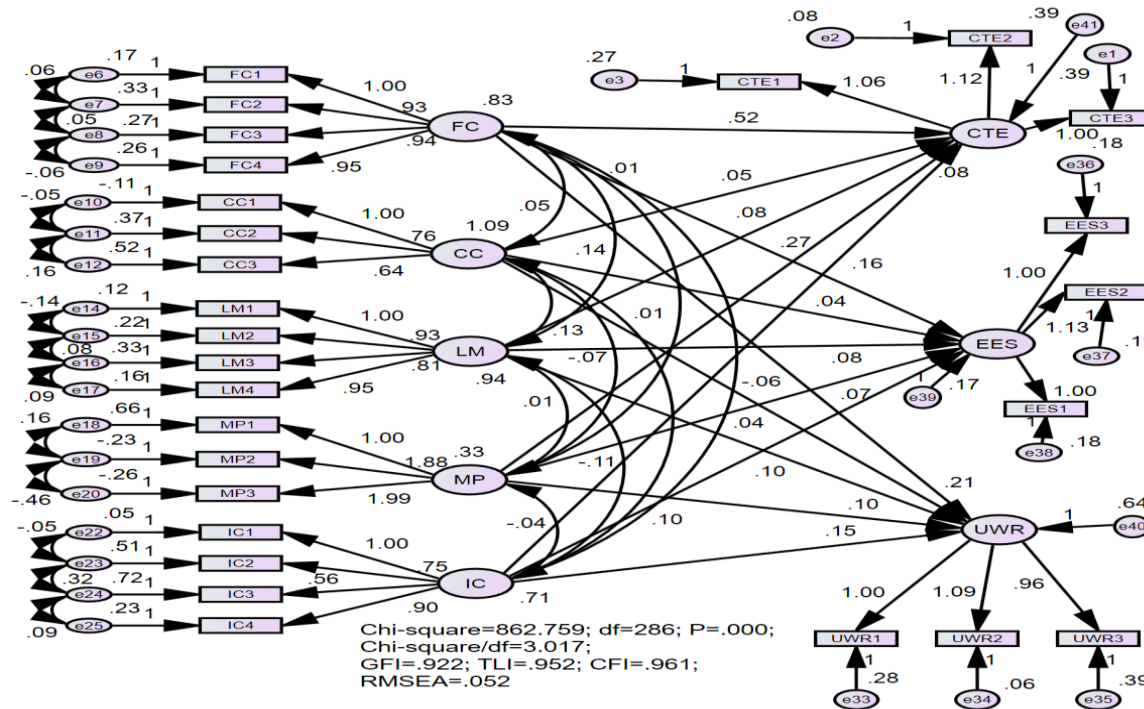 .08 1 .39
e2 CTE2 e41
.27 1 e1
e3 CTE1 1.06 1.12 1 .39 1
CTE3
.17
.06 e6 1 FC1 1.00 .83
.33 1 e7 FC2 .93 FC .52 CTE 1.00
.05 .27 1 e8 FC3 .94 .01 .18
.26 1 e9 FC4 .95 .08 e36
-.06
-.11 .05 .05 1
-.05 e10 1 CC1 1.00 1.09 .08 EES3
.37 1 e11 CC2 .76 CC .14 .27 .16 1.00
.52 1 e12 CC3 .64 EES2
.16 .01 .04 1.13 1
-.14 .12 1 e14 LM1 1.00 .13
.22 1 e15 LM2 .93 LM -.07 .08 EES e37
.08 .33 1 e16 LM3 .81 .94 -.06 1 .17 1.00
.16 1 e17 LM4 .95 .07 e39 EES1
.09 .01 .04 1
.16 .66 1 e18 MP1 1.00 .33 -.11 e38 .18
-.23 1 e19 MP2 1.88 MP .10 .21
-.26 1 e20 MP3 1.99 .10
-.46 -.04 .10 .64
-.05 .05 1 e22 IC1 1.00 .15 UWR 1 e40
.51 1 e23 IC2 .75 IC
.32 .72 1 e24 IC3 .56 .71 1.00 1.09 .96
.23 1 e25 IC4 .90
.09
Chi-square=862.759; df=286; P=.000;
Chi-square/df=3.017;
GFI=.922; TLI=.952; CFI=.961;
RMSEA=.052
UWR1 UWR2 UWR3
1 1 1
.28 .06 .39
e33 e34 e35